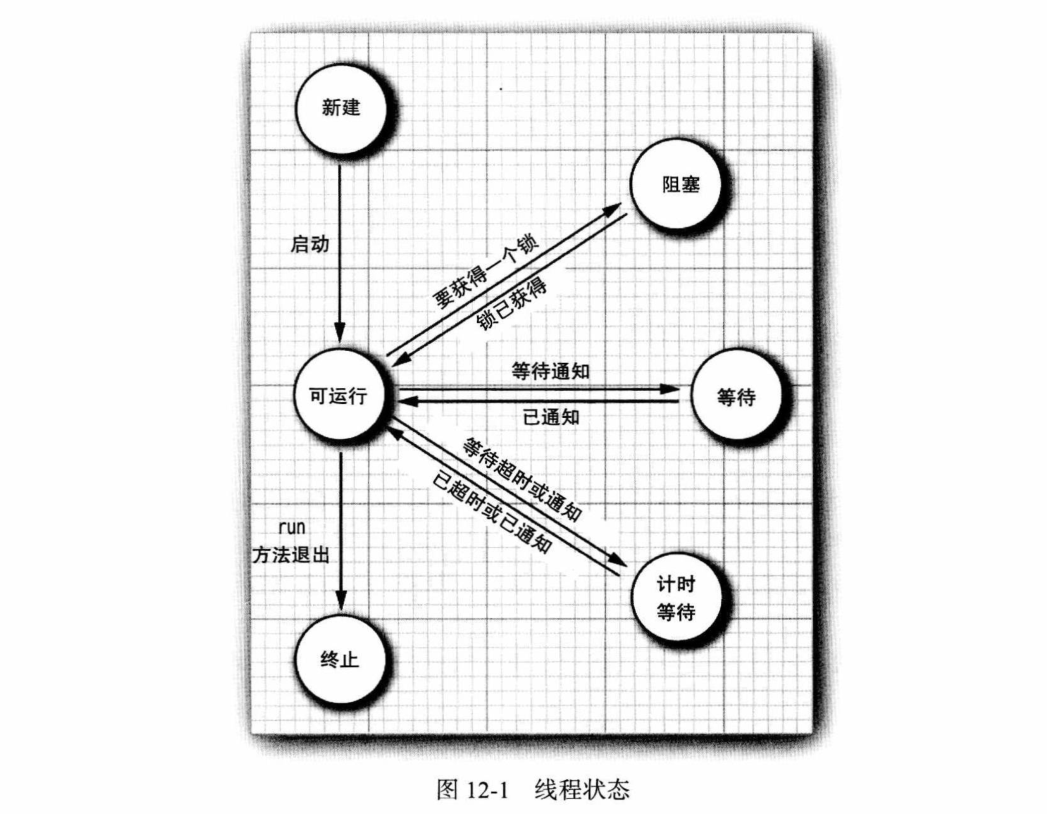 新建
阻塞
启动
要获得一个锁
锁已获得
可运行
等待通知
已通知
等待
等待超时或通知
已超时或已通知
run
方法退出
计时
等待
终止
图 12-1 线程状态